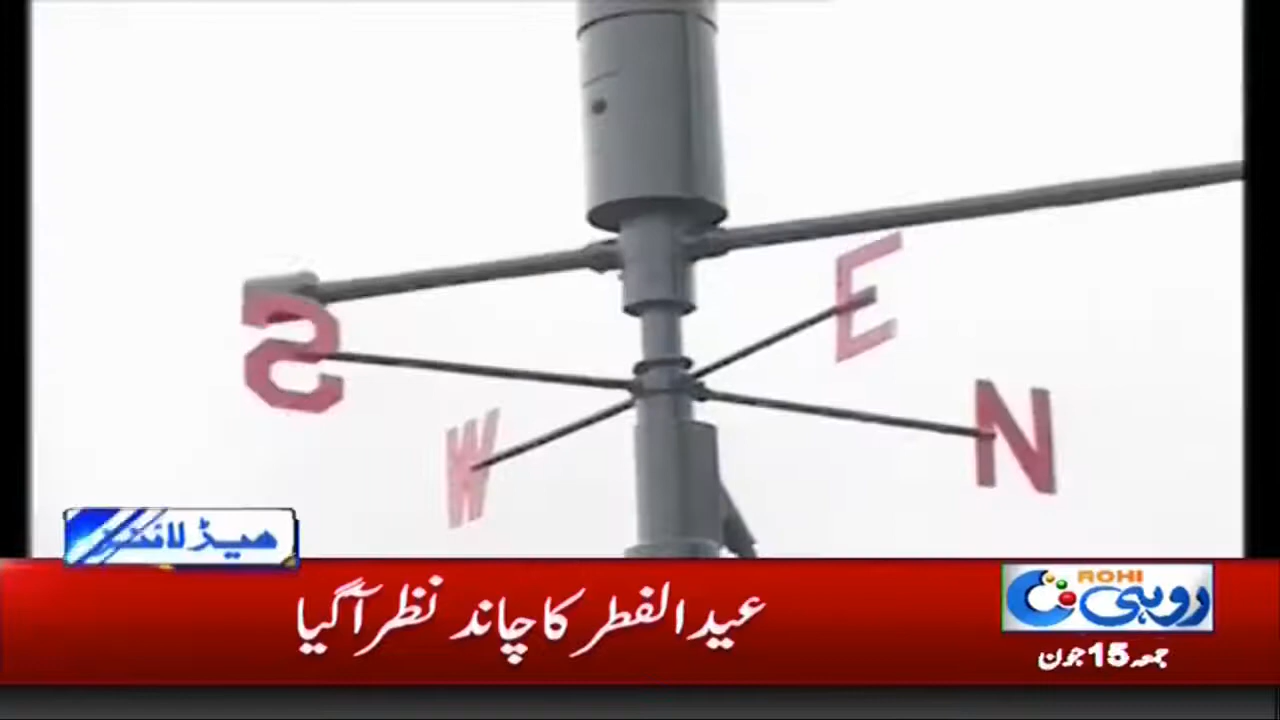 E
S
N
W
ہیڈ لائنز
عید الفطر کا چاند نظر آگیا
ROHI
روہی
جمعہ 15 جون